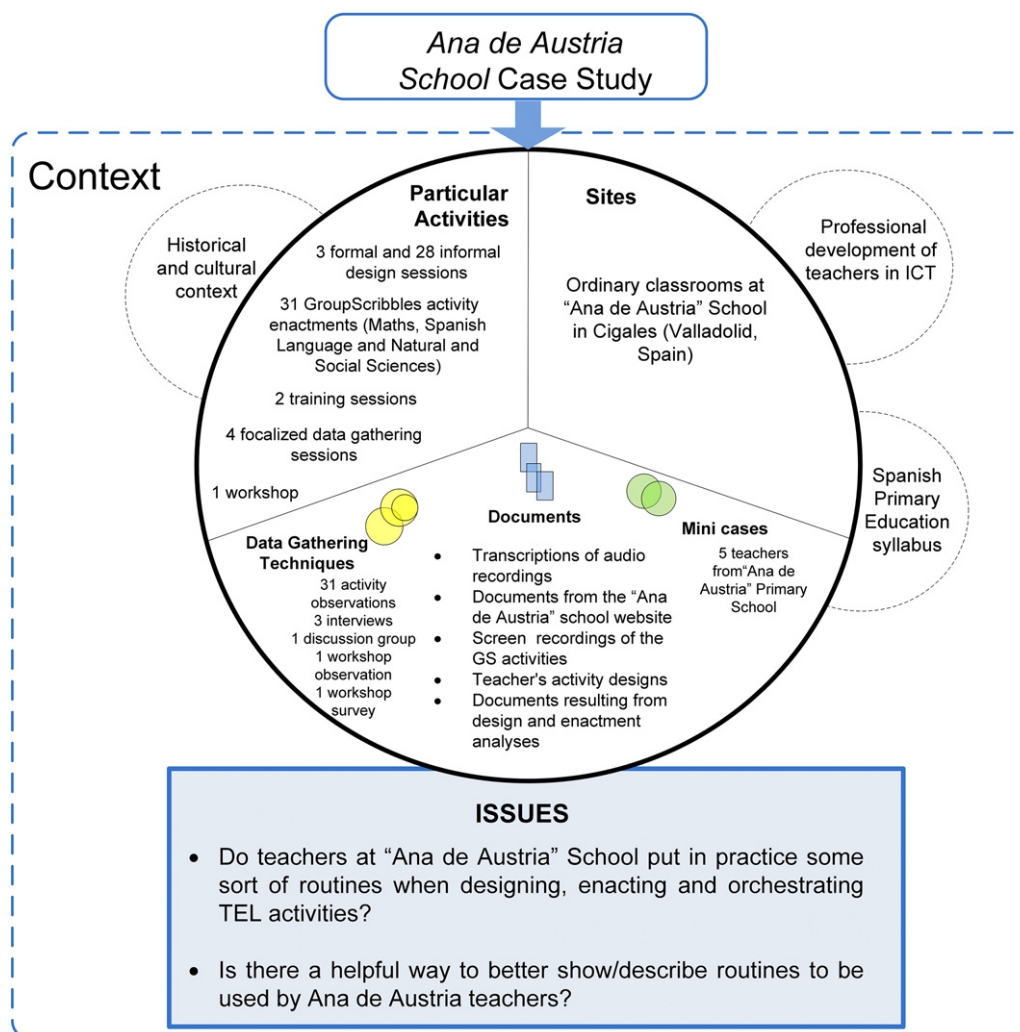 Ana de Austria
School Case Study
Context
Historical
and cultural
context
Particular
Activities
3 formal and 28 informal
design sessions
31 GroupScribbles activity
enactments (Maths, Spanish
Language and Natural and
Social Sciences)
2 training sessions
4 focalized data gathering
sessions
1 workshop
Sites
Ordinary classrooms at
“Ana de Austria” School
in Cigales (Valladolid,
Spain)
Professional
development of
teachers in ICT
Spanish
Primary
Education
syllabus
Data Gathering
Techniques
31 activity
observations
3 interviews
1 discussion group
1 workshop
observation
1 workshop
survey
Documents
• Transcriptions of audio
recordings
• Documents from the “Ana
de Austria” school website
• Screen recordings of the
GS activities
• Teacher's activity designs
• Documents resulting from
design and enactment
analyses
Mini cases
5 teachers
from“Ana de
Austria” Primary
School
ISSUES
• Do teachers at “Ana de Austria” School put in practice some
sort of routines when designing, enacting and orchestrating
TEL activities?
• Is there a helpful way to better show/describe routines to be
used by Ana de Austria teachers?